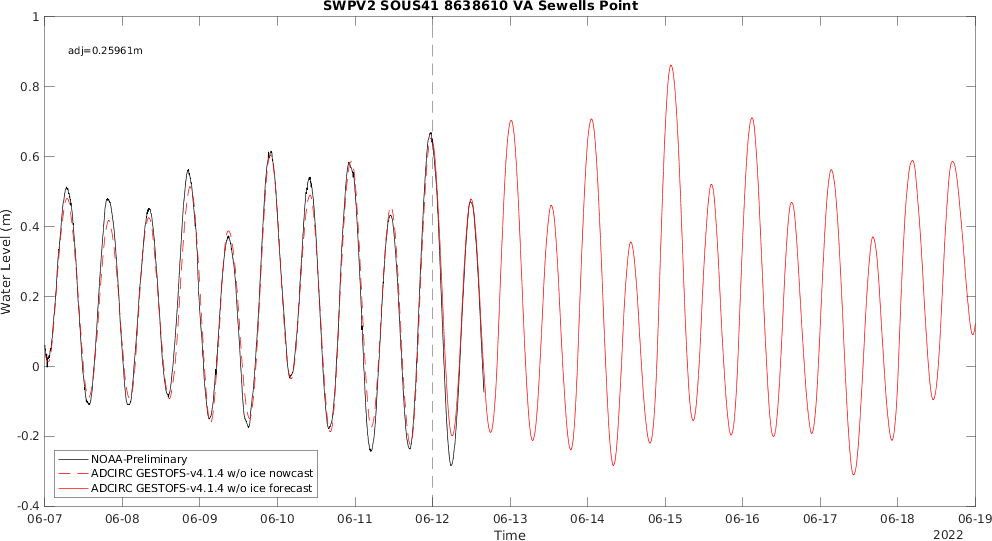 SWPV2 SOUS41 8638610 VA Sewells Point
adj=0.25961m
Water Level (m)
1
0.8
0.6
0.4
0.2
0
-0.2
-0.4
NOAA-Preliminary
ADCIRC GESTOFS-v4.1.4 w/o ice nowcast
ADCIRC GESTOFS-v4.1.4 w/o ice forecast
06-07 06-08 06-09 06-10 06-11 06-12 06-13 06-14 06-15 06-16 06-17 06-18 06-19
Time
2022